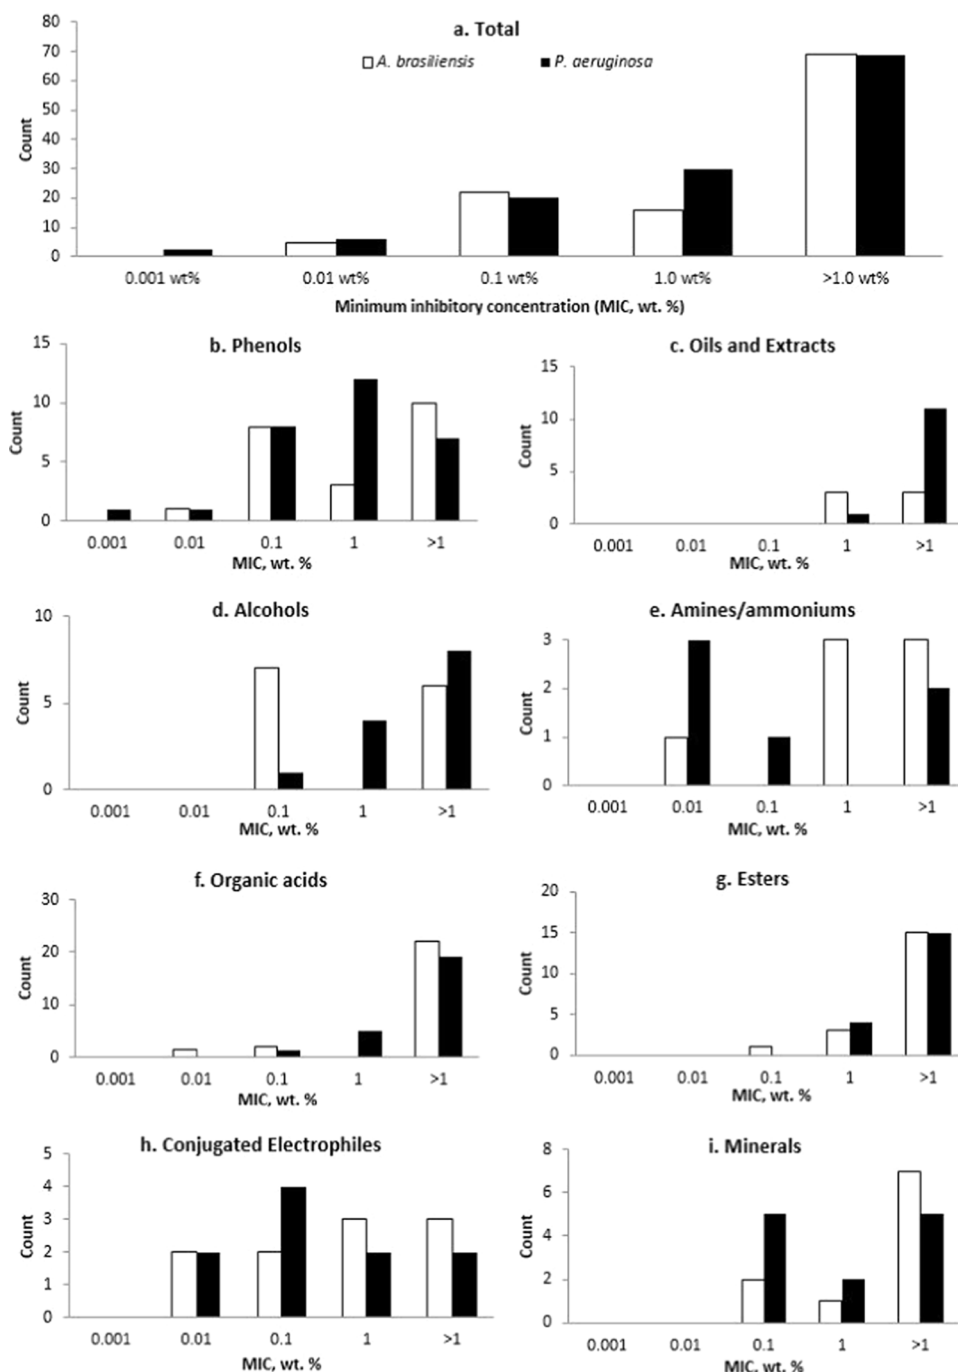 a. Total
A. brasiliensis P. aeruginosa
80
70
60
50
40
30
20
10
0
Count
0.001 wt% 0.01 wt% 0.1 wt% 1.0 wt% >1.0 wt%
Minimum inhibitory concentration (MIC, wt. %)
b. Phenols
15
10
5
0
Count
0.001 0.01 0.1 1 >1
MIC, wt. %
c. Oils and Extracts
15
10
5
0
Count
0.001 0.01 0.1 1 >1
MIC, wt. %
d. Alcohols
10
5
0
Count
0.001 0.01 0.1 1 >1
MIC, wt. %
e. Amines/ammoniums
3
2
1
0
Count
0.001 0.01 0.1 1 >1
MIC, wt. %
f. Organic acids
30
20
10
0
Count
0.001 0.01 0.1 1 >1
MIC, wt. %
g. Esters
20
15
10
5
0
Count
0.001 0.01 0.1 1 >1
MIC, wt. %
h. Conjugated Electrophiles
5
4
3
2
1
0
Count
0.001 0.01 0.1 1 >1
MIC, wt. %
i. Minerals
8
6
4
2
0
Count
0.001 0.01 0.1 1 >1
MIC, wt. %